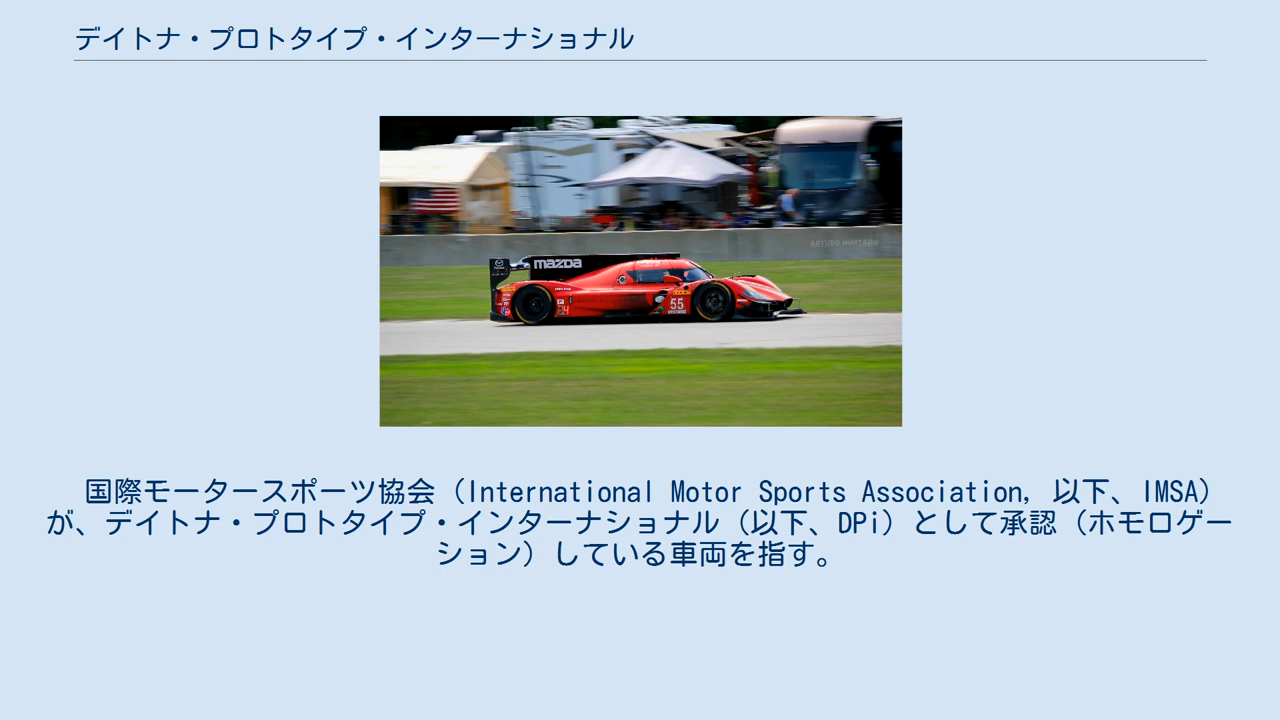 デイトナ・プロトタイプ・インターナショナル
ARTURO HURTADO
mazda
55
国際モータースポーツ協会（International Motor Sports Association, 以下、IMSA）
が、デイトナ・プロトタイプ・インターナショナル（以下、DPi）として承認（ホモロゲー
ション）している車両を指す。